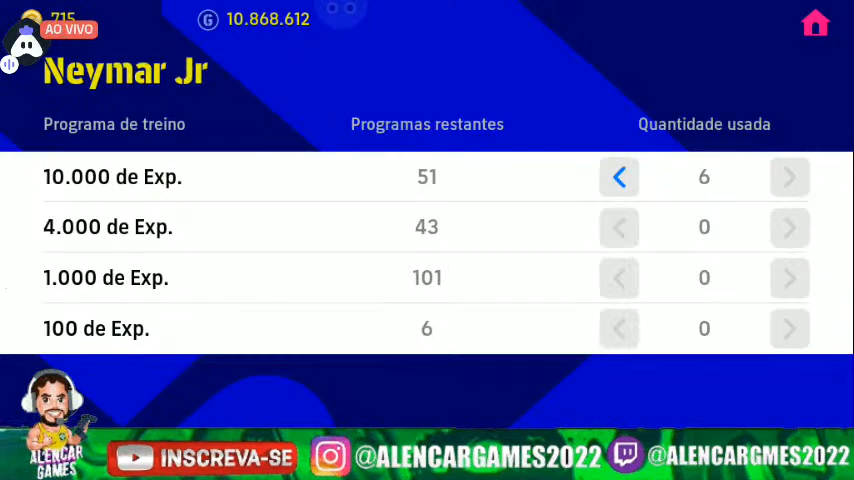 715
AO VIVO
G 10.868.612
Neymar Jr
Programa de treino Programas restantes Quantidade usada
10.000 de Exp. 51 6
4.000 de Exp. 43 0
1.000 de Exp. 101 0
100 de Exp. 6 0
ALENCAR
GAMES
INSCREVA-SE @ALENCARGMES2022 @ALENCARGMES2022